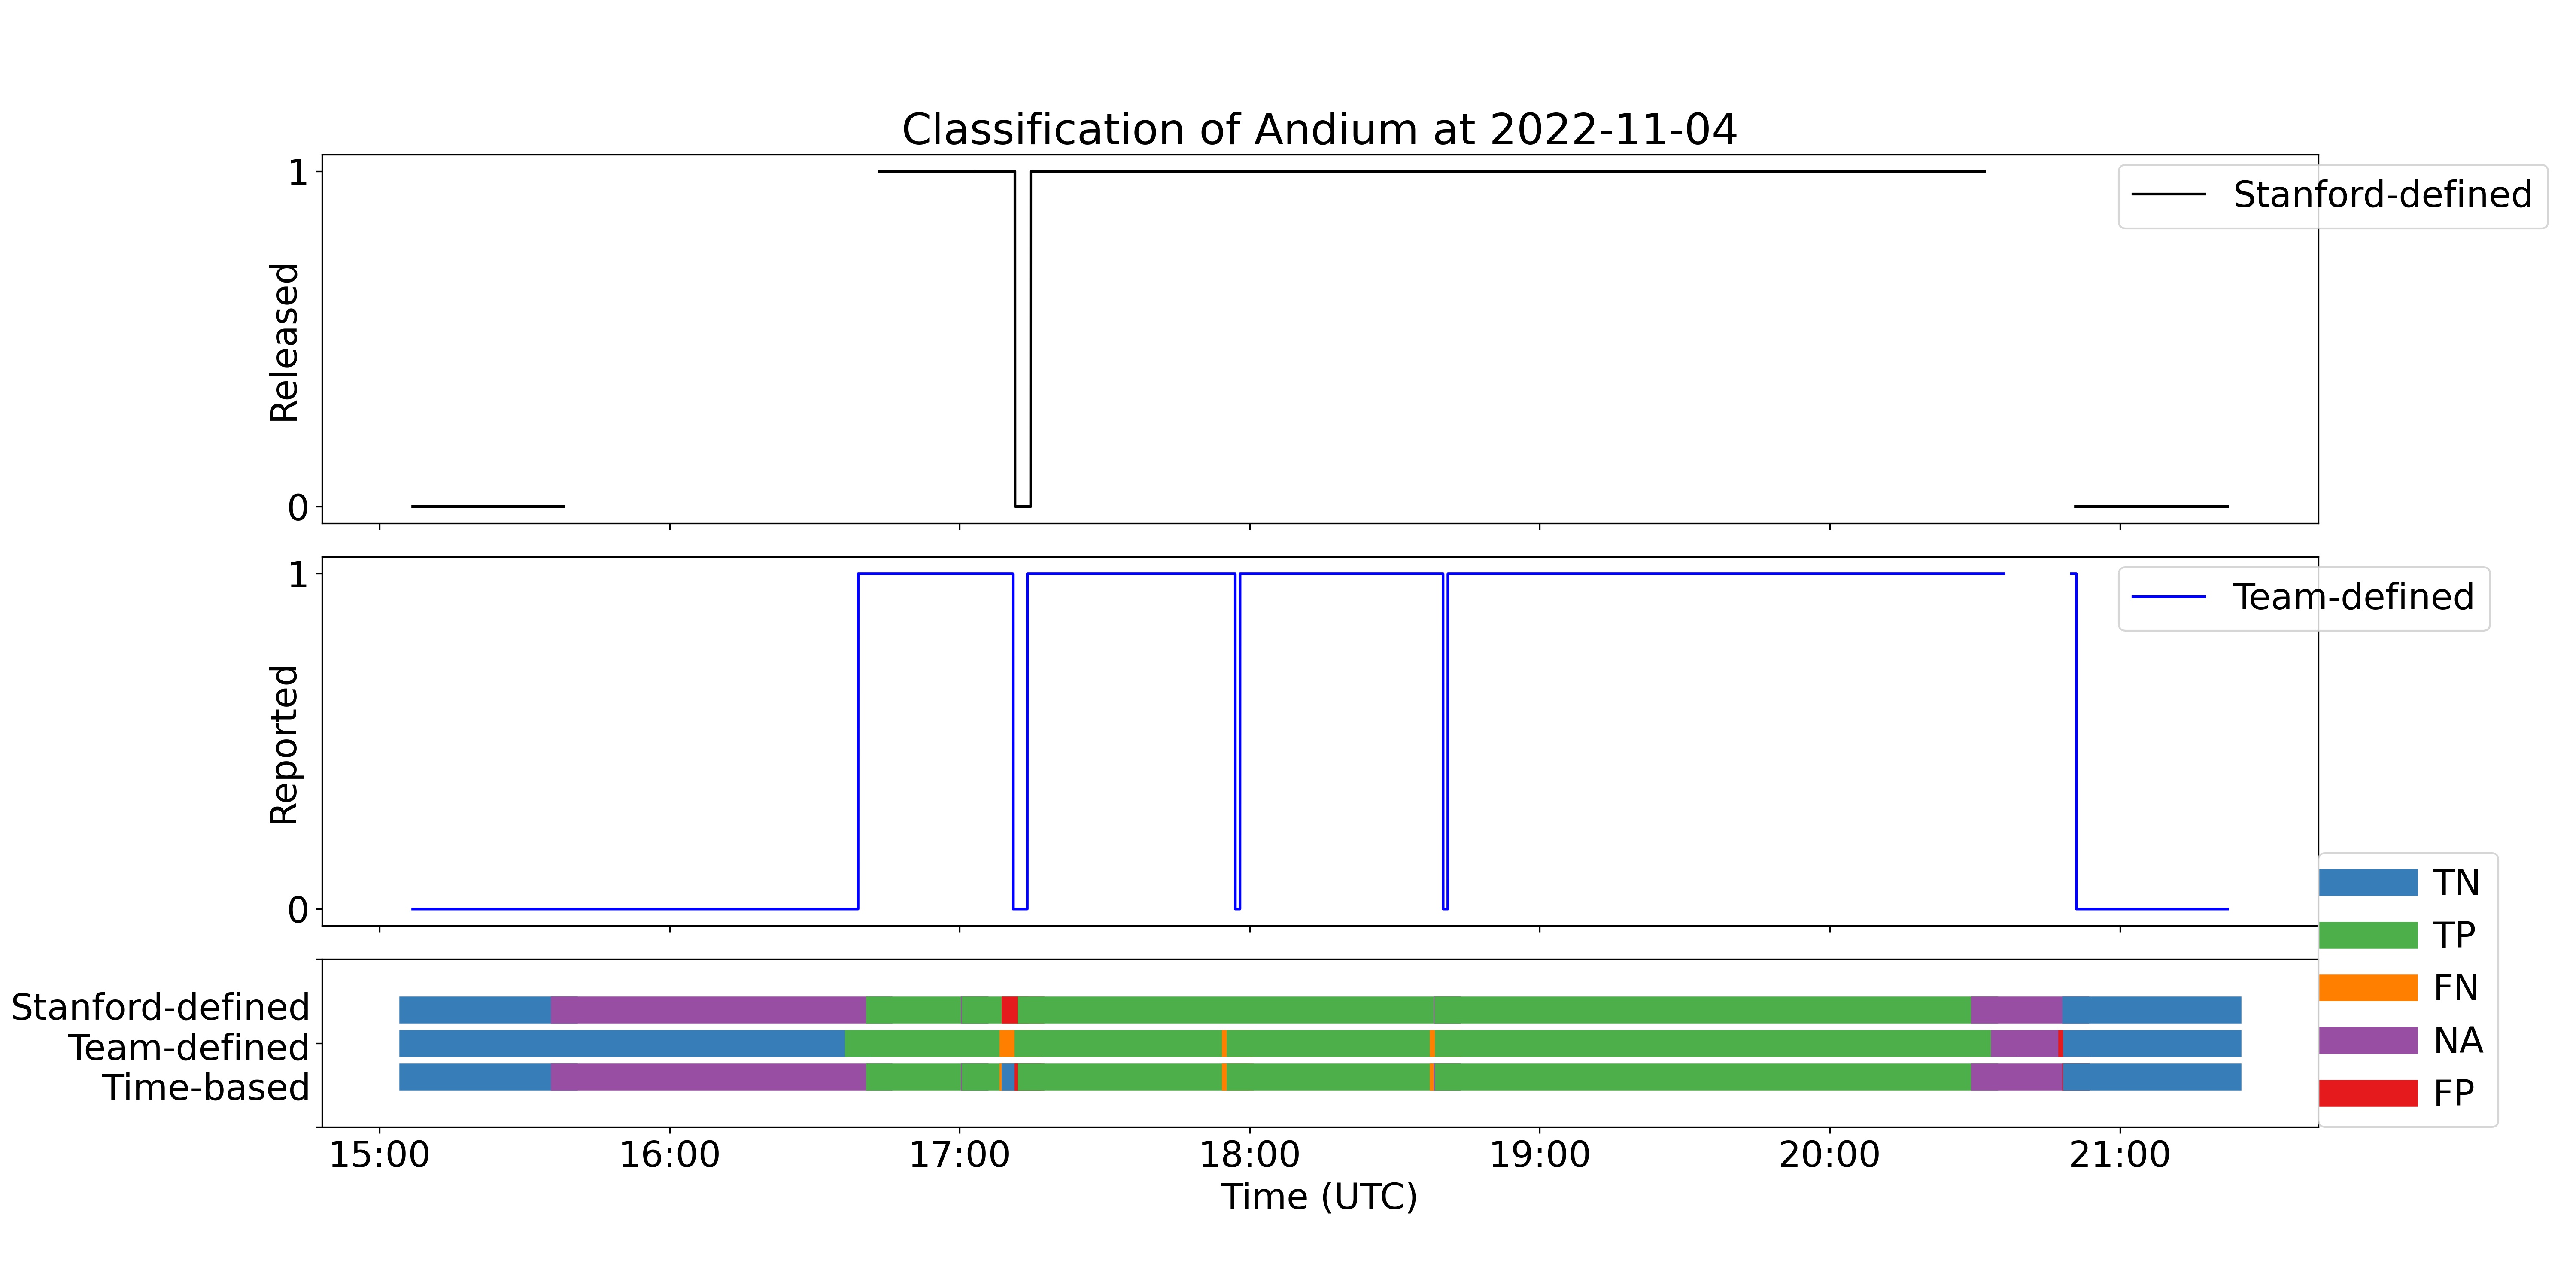 Classification of Andium at 2022-11-04
1
0
Released
Stanford-defined
1
0
Reported
Team-defined
Stanford-defined
Team-defined
Time-based
TN
TP
FN
NA
FP
15:00 16:00 17:00 18:00 19:00 20:00 21:00
Time (UTC)